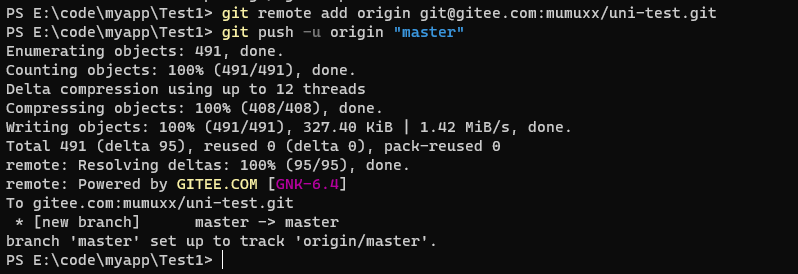 PS E:\code\myapp\Test1> git remote add origin git@gitee.com:mumuxx/uni-test.git
PS E:\code\myapp\Test1> git push -u origin "master"
Enumerating objects: 491, done.
Counting objects: 100% (491/491), done.
Delta compression using up to 12 threads
Compressing objects: 100% (408/408), done.
Writing objects: 100% (491/491), 327.40 KiB | 1.42 MiB/s, done.
Total 491 (delta 95), reused 0 (delta 0), pack-reused 0
remote: Resolving deltas: 100% (95/95), done.
remote: Powered by GITEE.COM [GNK-6.4]
To gitee.com:mumuxx/uni-test.git
 * [new branch]      master -> master
branch 'master' set up to track 'origin/master'.
PS E:\code\myapp\Test1>